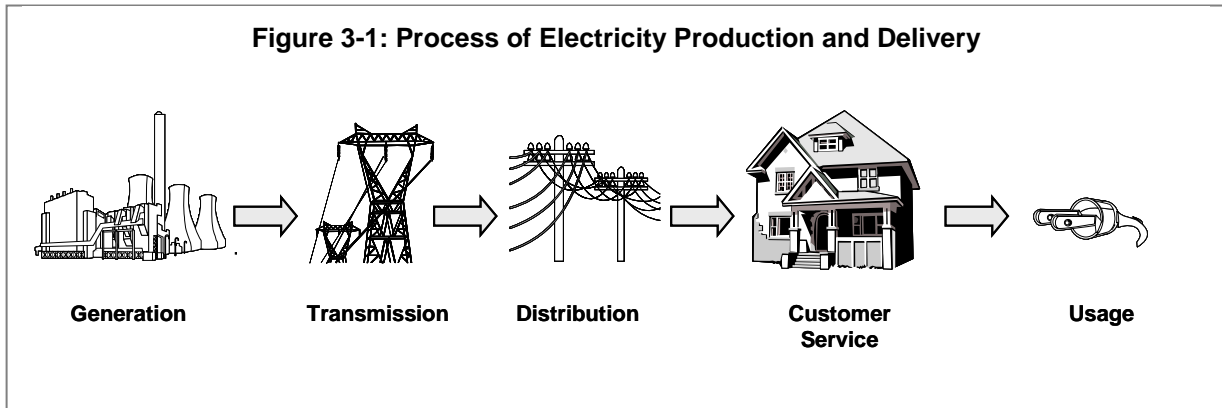 Figure 3-1: Process of Electricity Production and Delivery
Generation
Transmission
Distribution
Customer
Service
Usage